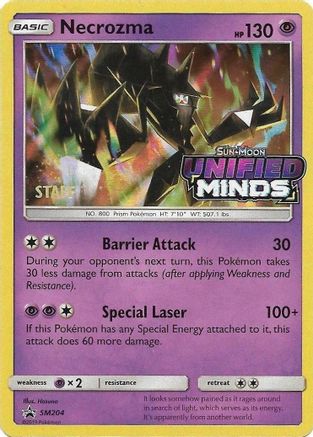 BASIC Necrozma HP 130
STAFF
SUN & MOON
UNIFIED
MINDS
NO. 800 Prism Pokémon HT: 7'10" WT: 507.1 lbs
Barrier Attack 30
During your opponent's next turn, this Pokémon takes
30 less damage from attacks (after applying Weakness and
Resistance).
Special Laser 100+
If this Pokémon has any Special Energy attached to it, this
attack does 60 more damage.
weakness × 2 resistance retreat
Illus. Hasuno
SM204
©2019 Pokémon
It looks somehow pained as it rages around
in search of light, which serves as its energy.
It's apparently from another world.